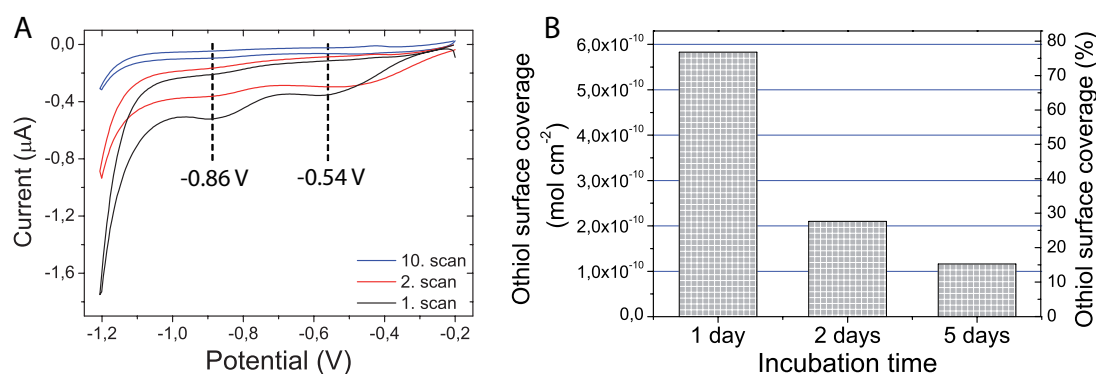 A
Current (µA)
0,0
-0,4
-0,8
-1,2
-1,6
-0.86 V
-0.54 V
10. scan
2. scan
1. scan
-1,2 -1,0 -0,8 -0,6 -0,4 -0,2
Potential (V)
B
Othiol surface coverage
(mol cm⁻²)
6,0x10⁻¹⁰
5,0x10⁻¹⁰
4,0x10⁻¹⁰
3,0x10⁻¹⁰
2,0x10⁻¹⁰
1,0x10⁻¹⁰
0,0
1 day 2 days 5 days
Incubation time
80
70
60
50
40
30
20
10
0
Othiol surface coverage (%)